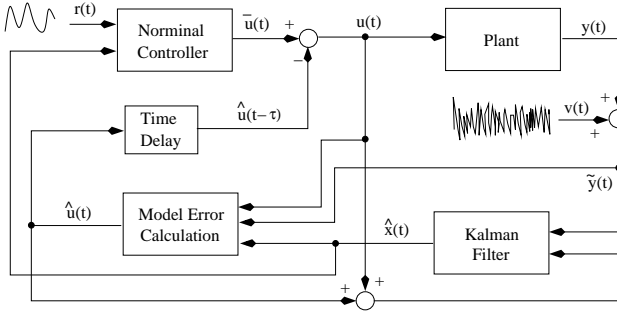 r(t)
Norminal
Controller
u̅(t)
+
−
u(t)
Plant
y(t)
Time
Delay
û(t−τ)
v(t)
+
+
ỹ(t)
û(t)
Model Error
Calculation
x̂(t)
Kalman
Filter
+
+
+